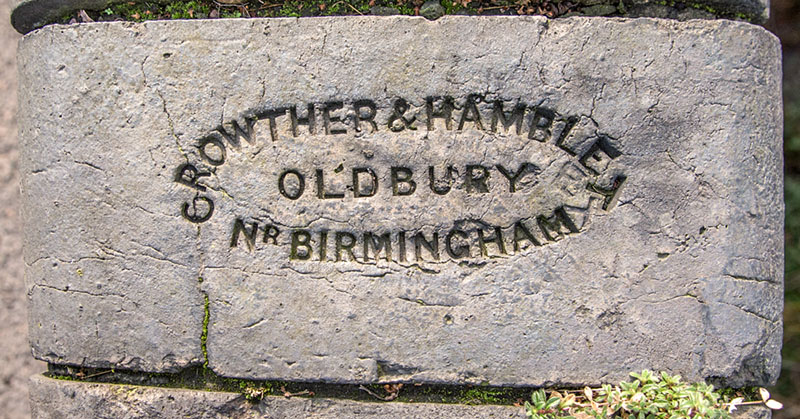 CROWTHER & HAMBLET
OLDBURY
NR BIRMINGHAM